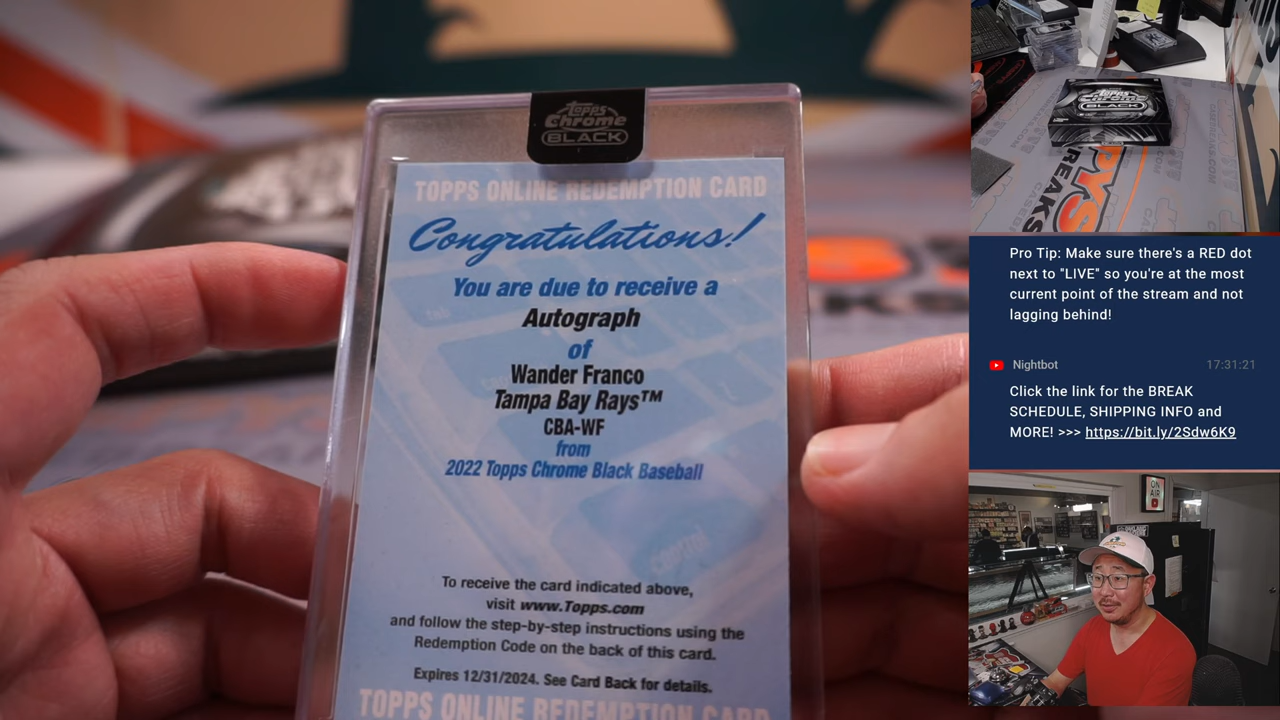 Topps
Chrome
BLACK
TOPPS ONLINE REDEMPTION CARD
Congratulations!
You are due to receive a
Autograph
of
Wander Franco
Tampa Bay Rays™
CBA-WF
from
2022 Topps Chrome Black Baseball
To receive the card indicated above,
visit www.Topps.com
and follow the step-by-step instructions using the
Redemption Code on the back of this card.
Expires 12/31/2024. See Card Back for details.
TOPPS ONLINE REDEMPTION CARD
Topps
Chrome
BLACK
Pro Tip: Make sure there's a RED dot
next to "LIVE" so you're at the most
current point of the stream and not
lagging behind!
Nightbot 17:31:21
Click the link for the BREAK
SCHEDULE, SHIPPING INFO and
MORE! >>> https://bit.ly/2Sdw6K9
ON
AIR